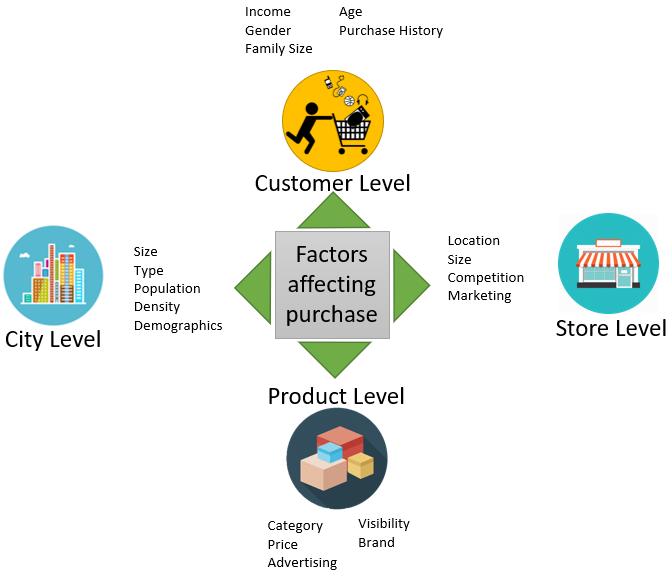 Income
Age
Gender
Purchase History
Family Size
Customer Level
Factors
affecting
purchase
Size
Type
Population
Density
Demographics
City Level
Location
Size
Competition
Marketing
Store Level
Product Level
Category
Visibility
Price
Brand
Advertising